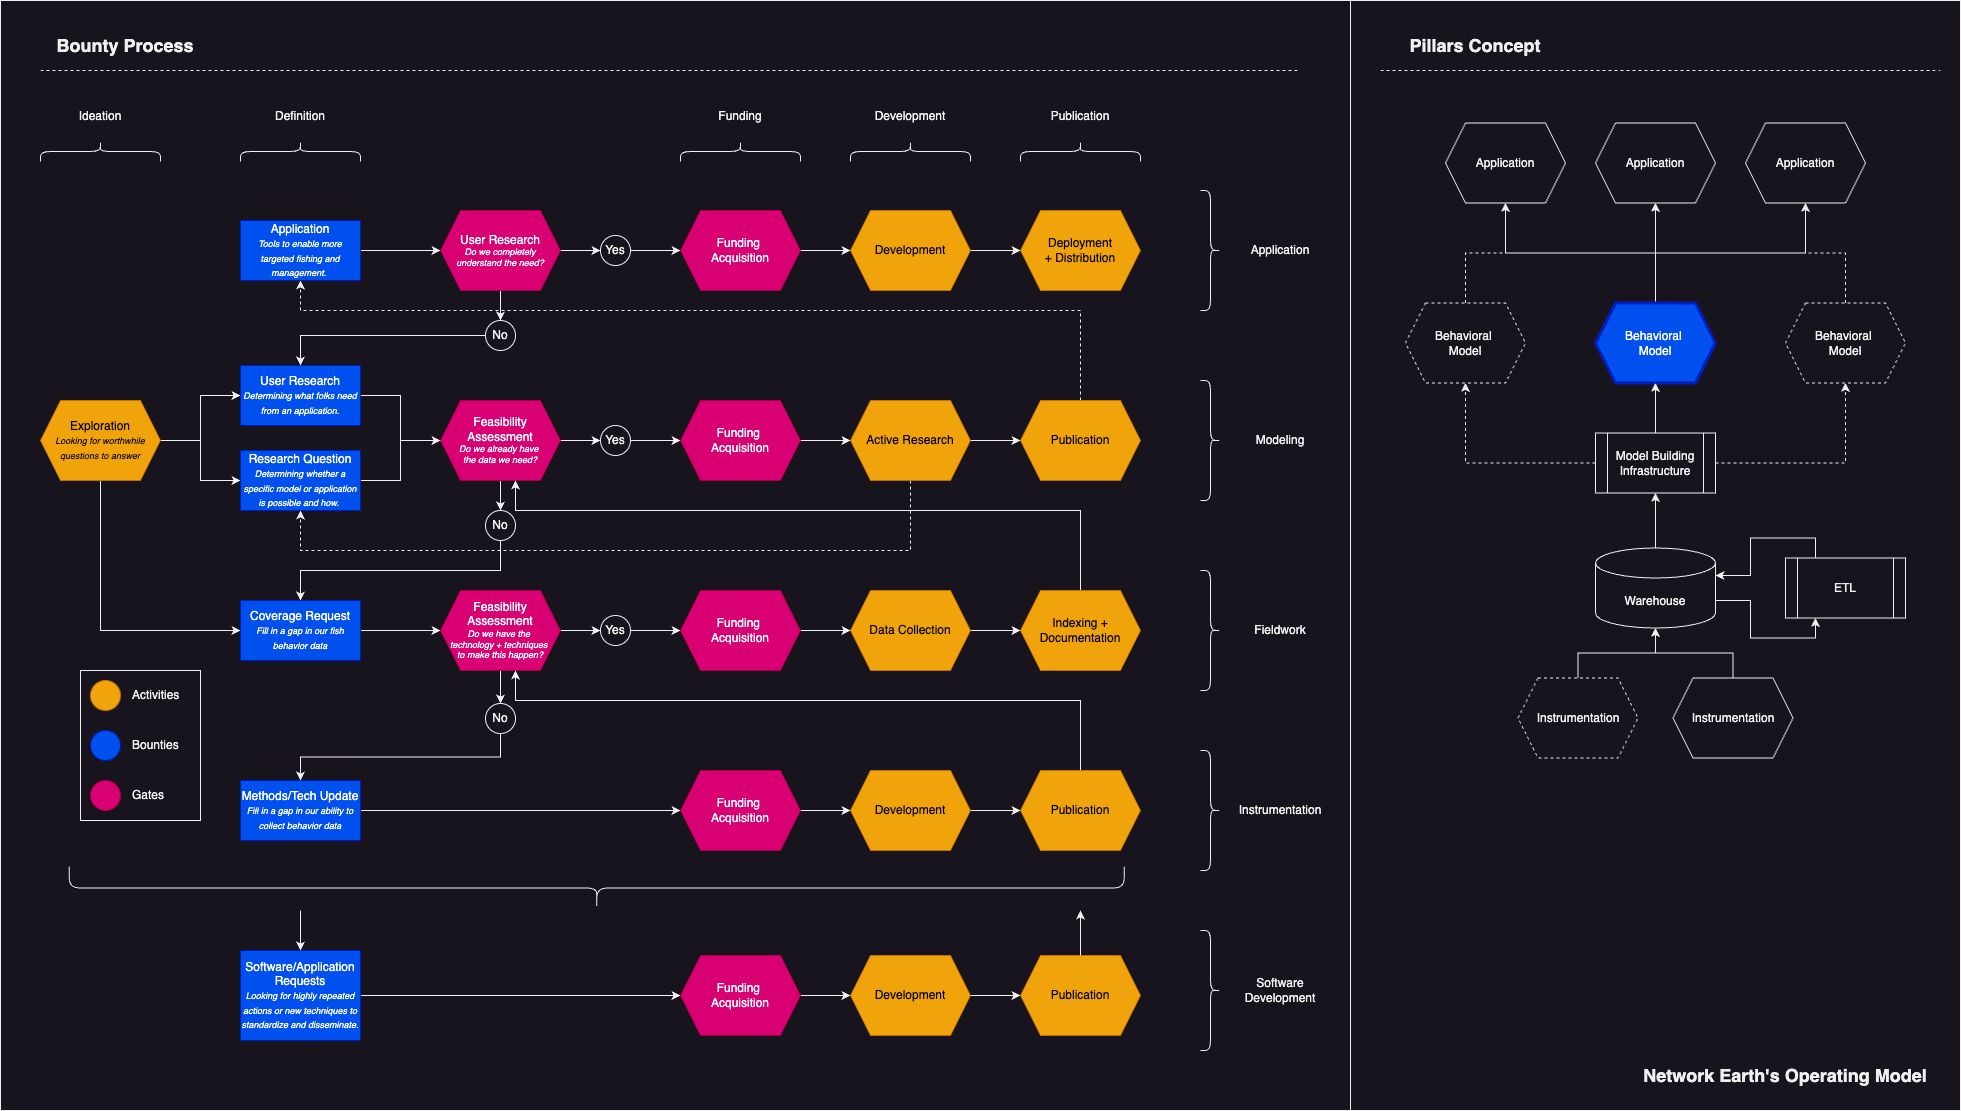 Bounty Process
Ideation
Definition
Funding
Development
Publication
Application
Tools to enable more
targeted fishing and
management.
User Research
Do we completely
understand the need?
Yes
Funding
Acquisition
Development
Deployment
+ Distribution
Application
No
User Research
Determining what folks need
from an application.
Exploration
Looking for worthwhile
questions to answer
Research Question
Determining whether a
specific model or application
is possible and how.
Feasibility
Assessment
Do we already have
the data we need?
Yes
Funding
Acquisition
Active Research
Publication
Modeling
No
Coverage Request
Fill in a gap in our fish
behavior data
Feasibility
Assessment
Do we have the
technology + techniques
to make this happen?
Yes
Funding
Acquisition
Data Collection
Indexing +
Documentation
Fieldwork
No
Activities
Bounties
Gates
Methods/Tech Update
Fill in a gap in our ability to
collect behavior data
Funding
Acquisition
Development
Publication
Instrumentation
Software/Application
Requests
Looking for highly repeated
actions or new techniques to
standardize and disseminate.
Funding
Acquisition
Development
Publication
Software
Development
Pillars Concept
Application
Application
Application
Behavioral
Model
Behavioral
Model
Behavioral
Model
Model Building
Infrastructure
Warehouse
ETL
Instrumentation
Instrumentation
Network Earth's Operating Model